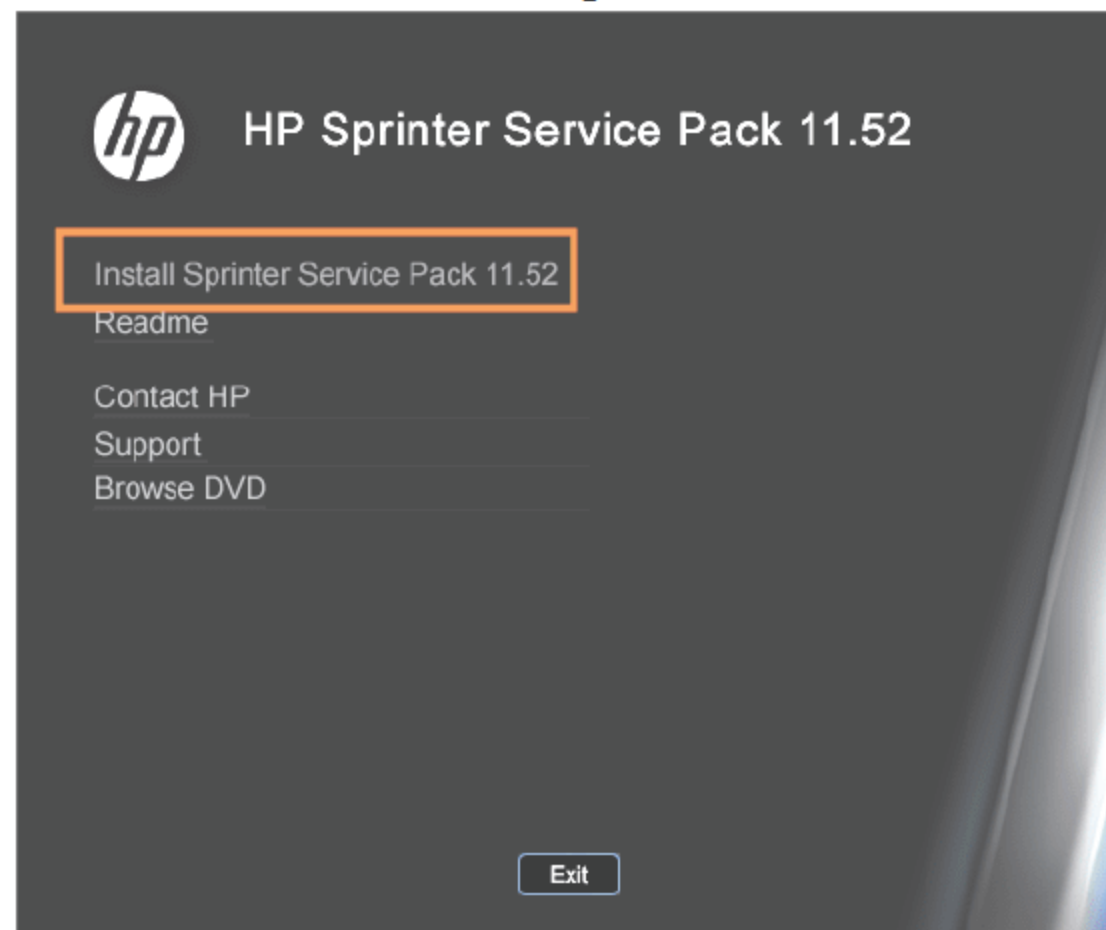 hp
HP Sprinter Service Pack 11.52
Install Sprinter Service Pack 11.52
Readme
Contact HP
Support
Browse DVD
Exit